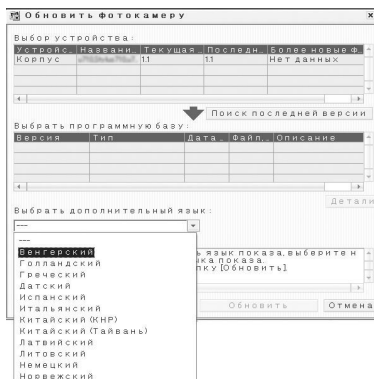 Обновить фотокамеру
Выбор устройства:
Устройс... Названи... Текущая... Последн... Более новые ф...
Корпус 1.1 1.1 Нет данных
Поиск последней версии
Выбрать программную базу:
Версия Тип Дата... Файл... Описание
Детали
Выбрать дополнительный язык:
---
---
Венгерский
Голландский
Греческий
Датский
Испанский
Итальянский
Китайский (КНР)
Китайский (Тайвань)
Латвийский
Литовский
Немецкий
Норвежский
ь язык показа, выберите н
ка показа.
пку [Обновить].
Обновить Отмена